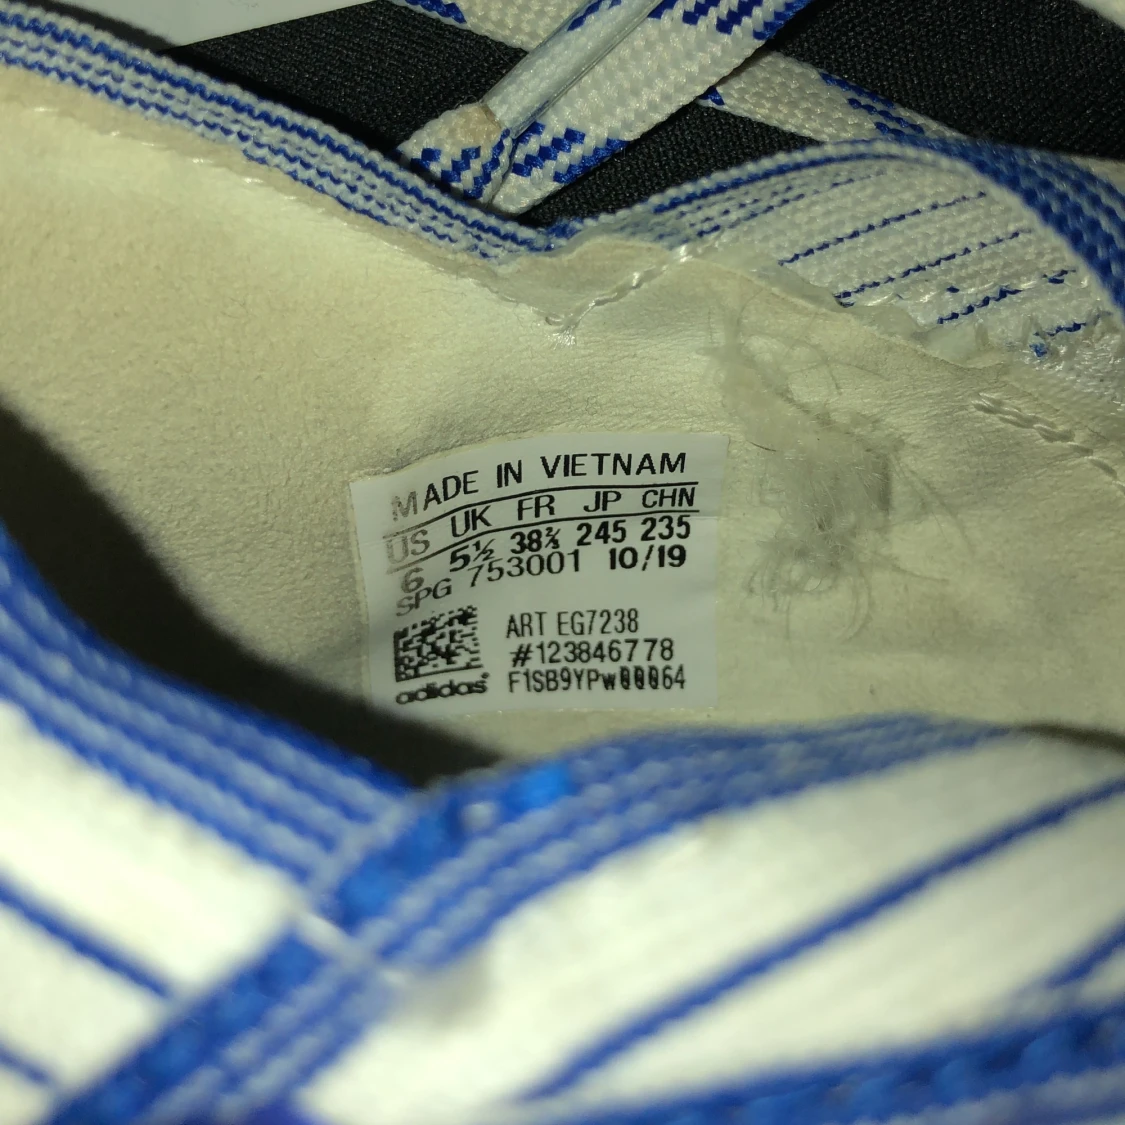 MADE IN VIETNAM
US UK FR JP CHN
6 5½ 38⅔ 245 235
SPG 753001 10/19
ART EG7238
#123846778
F1SB9YPw00064
adidas